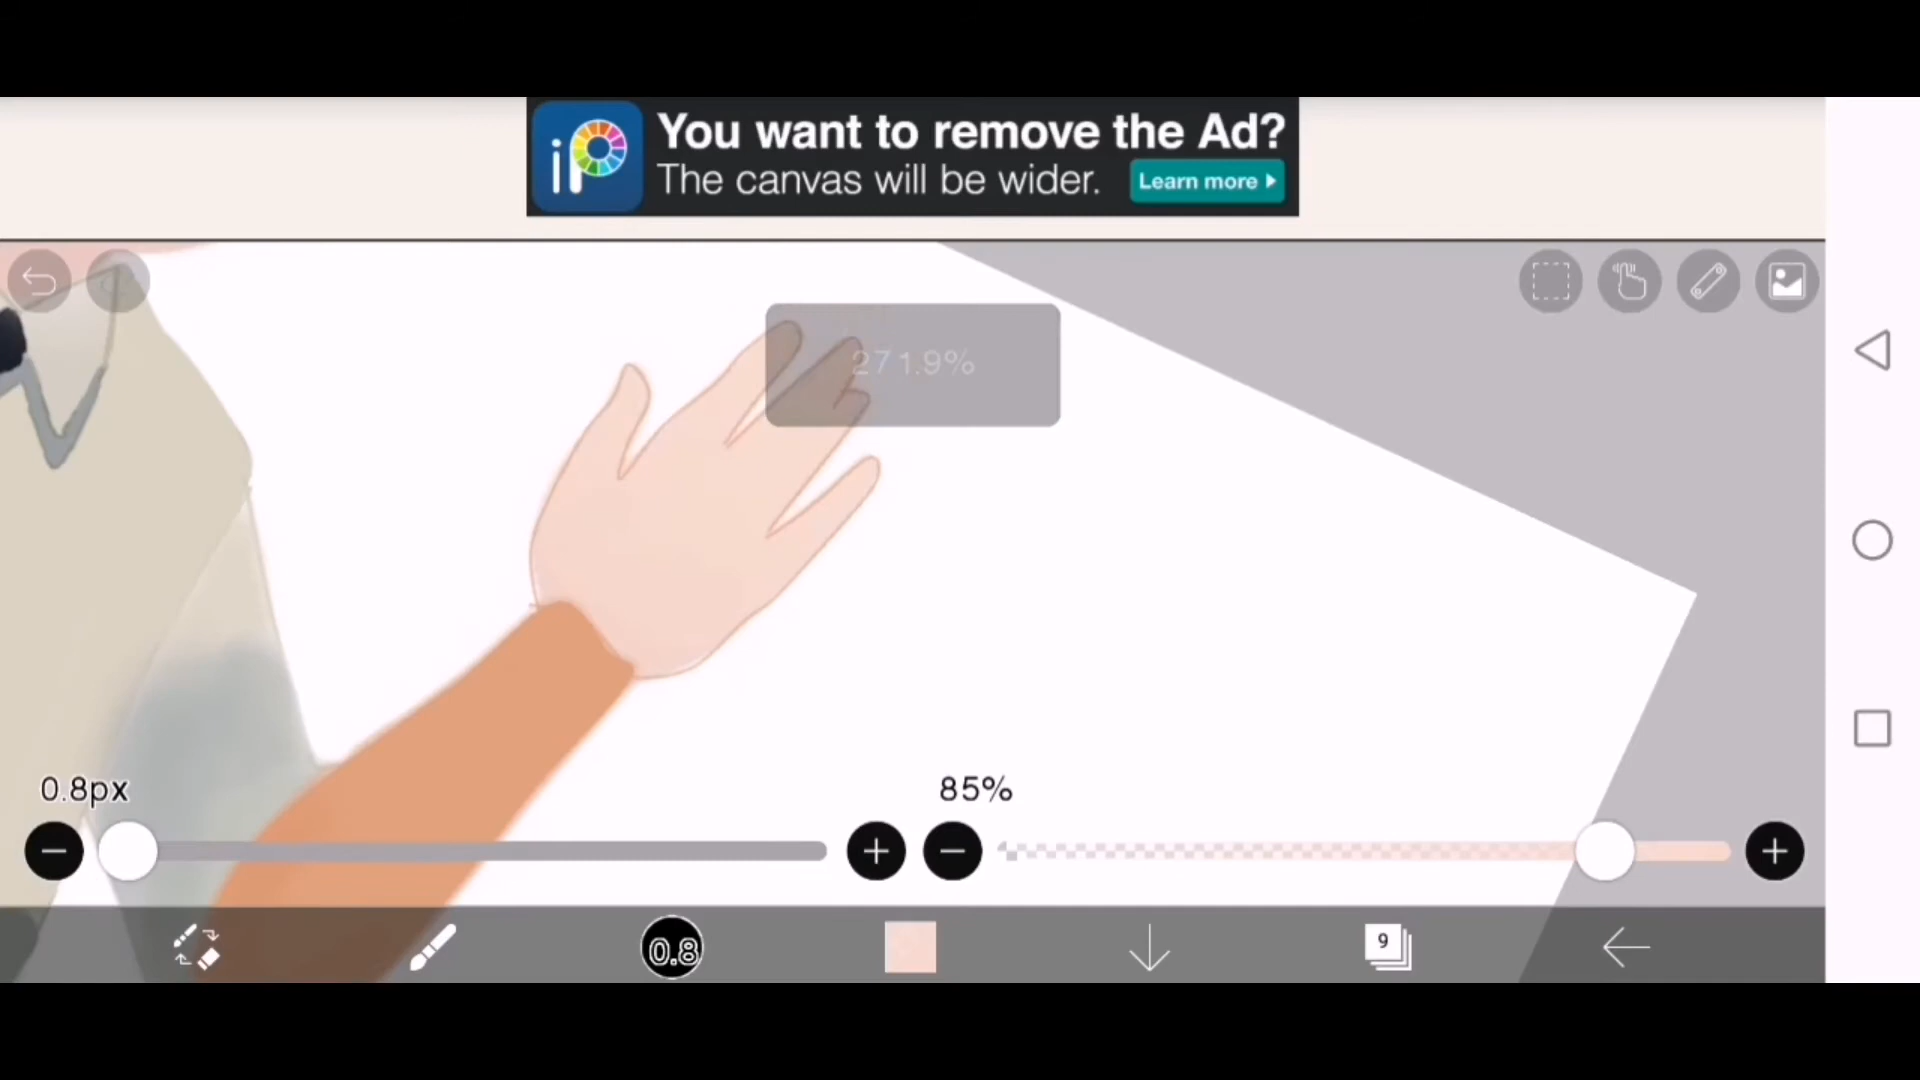 iP
You want to remove the Ad?
The canvas will be wider.
Learn more
271.9%
0.8px
85%
0.8
9